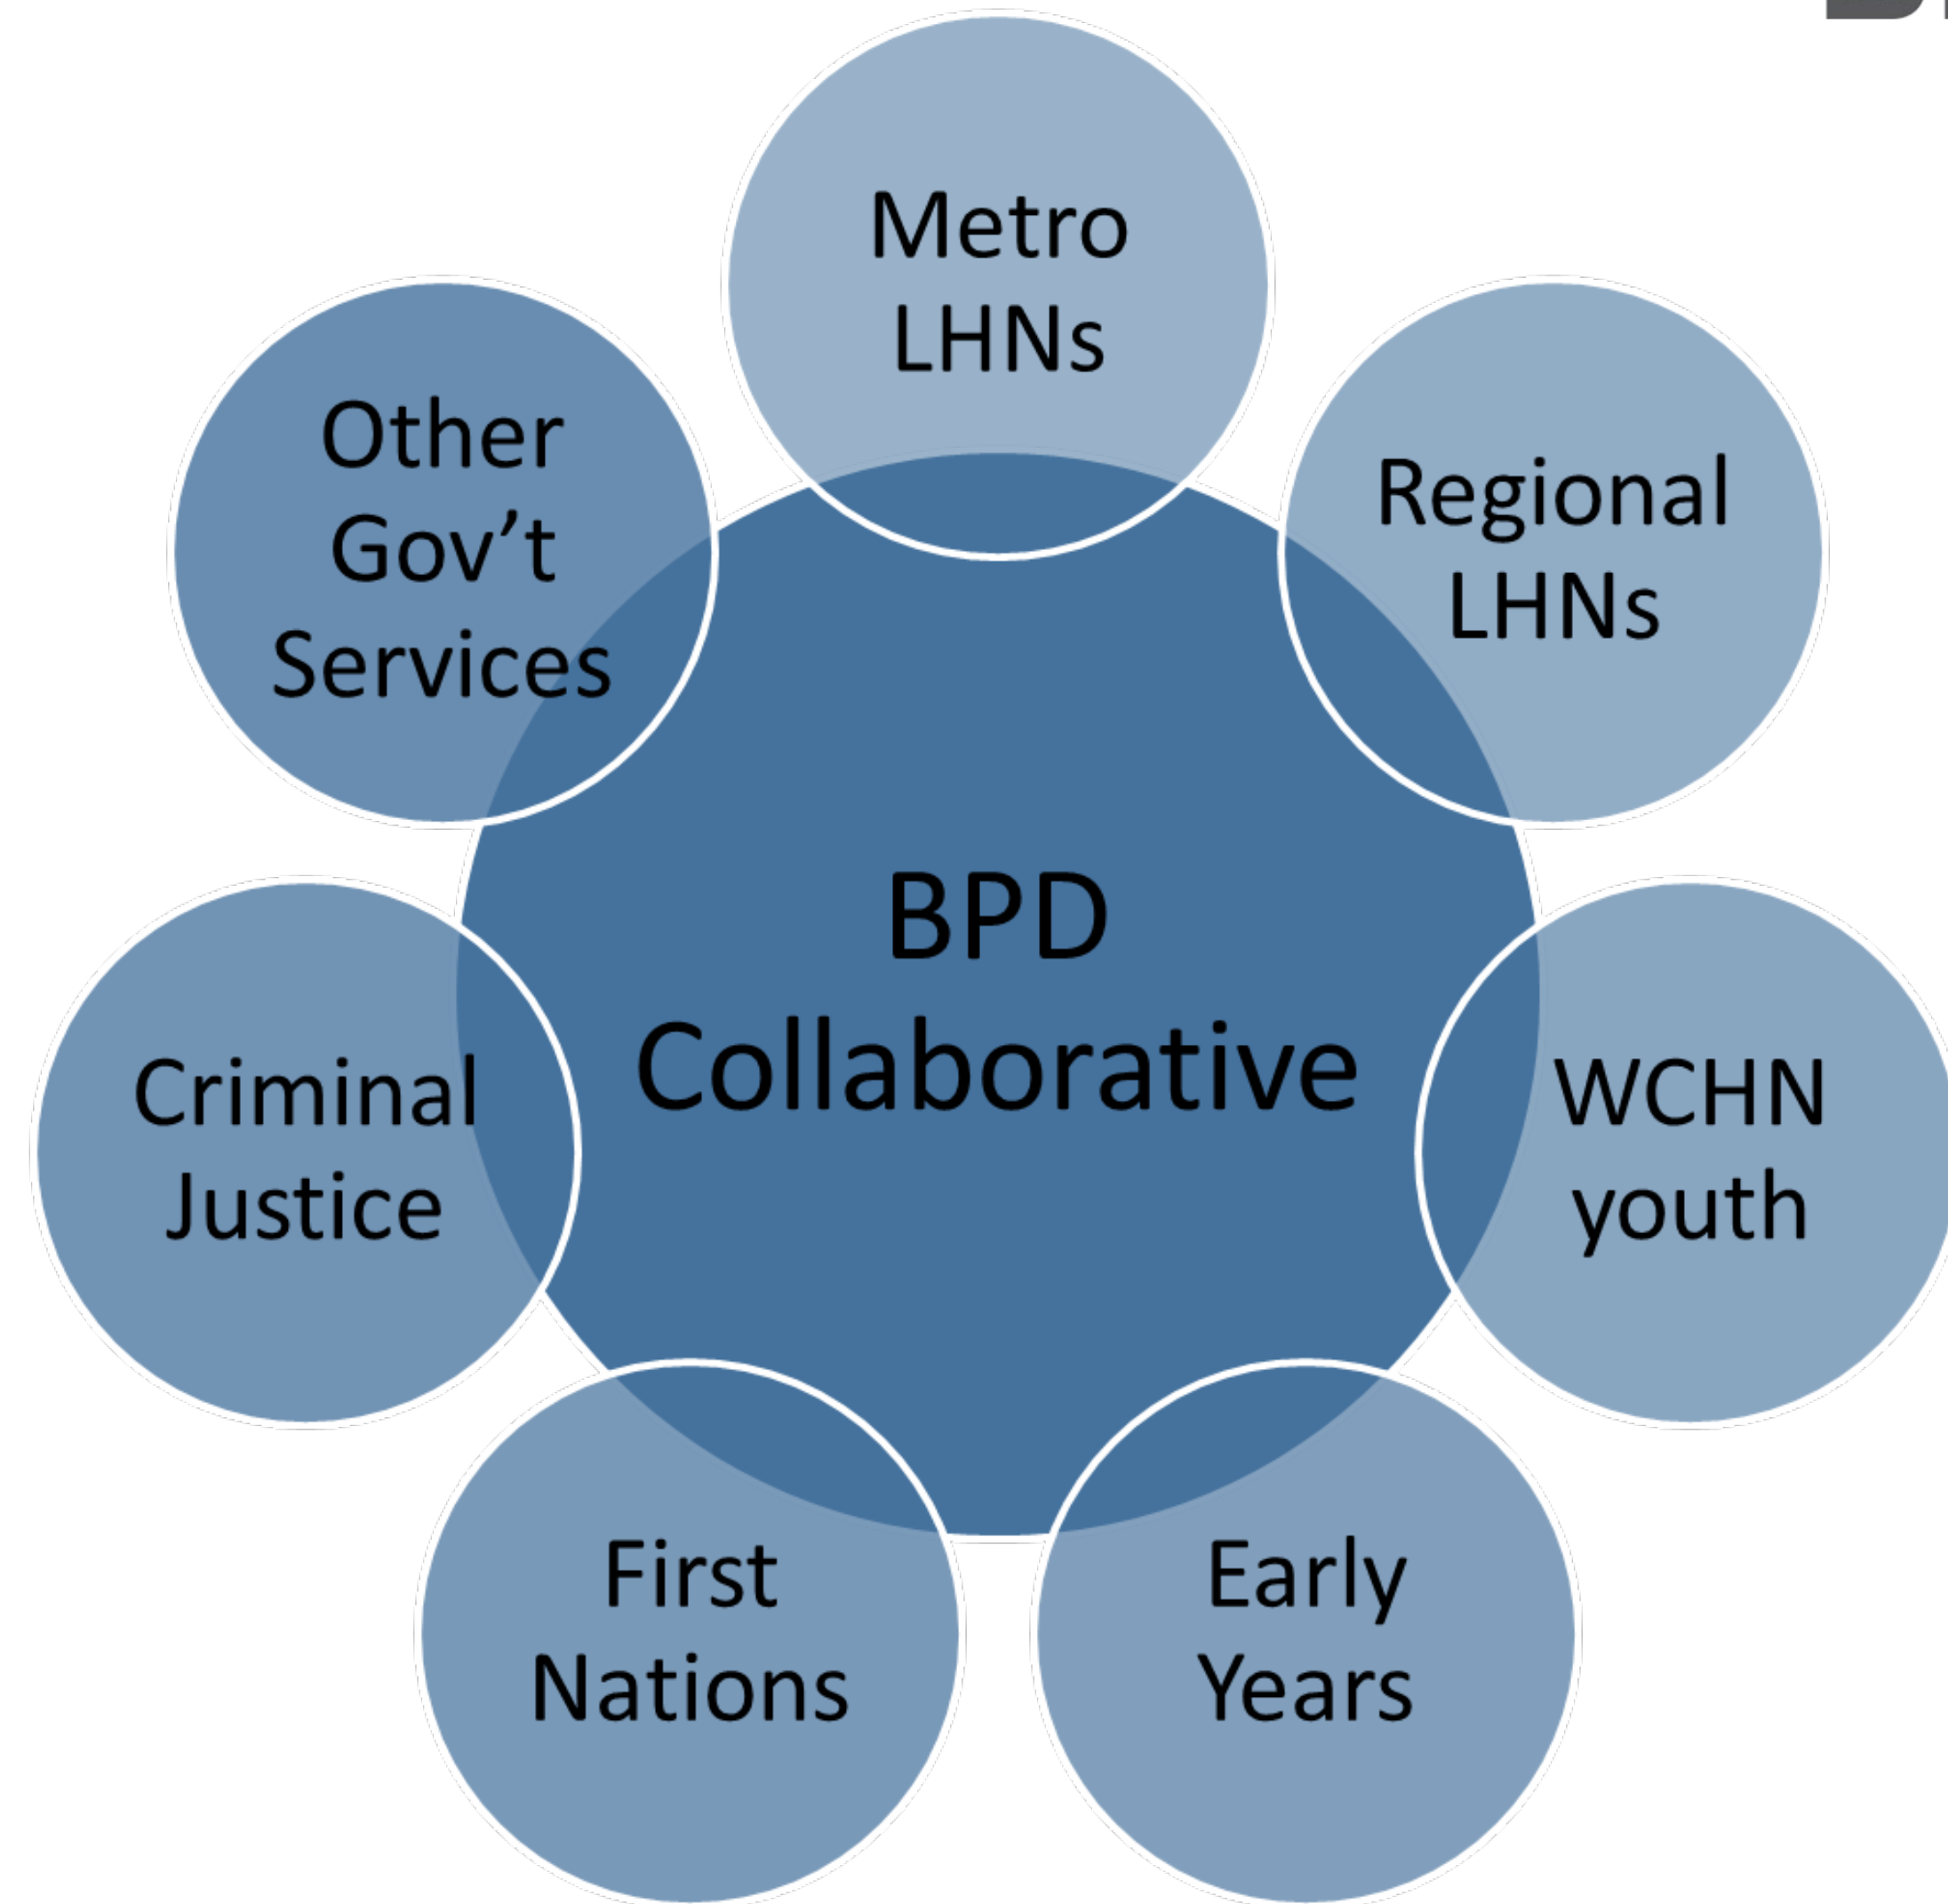 Metro
LHNs
Regional
LHNs
WCHN
youth
Early
Years
First
Nations
Criminal
Justice
Other
Gov’t
Services
BPD
Collaborative